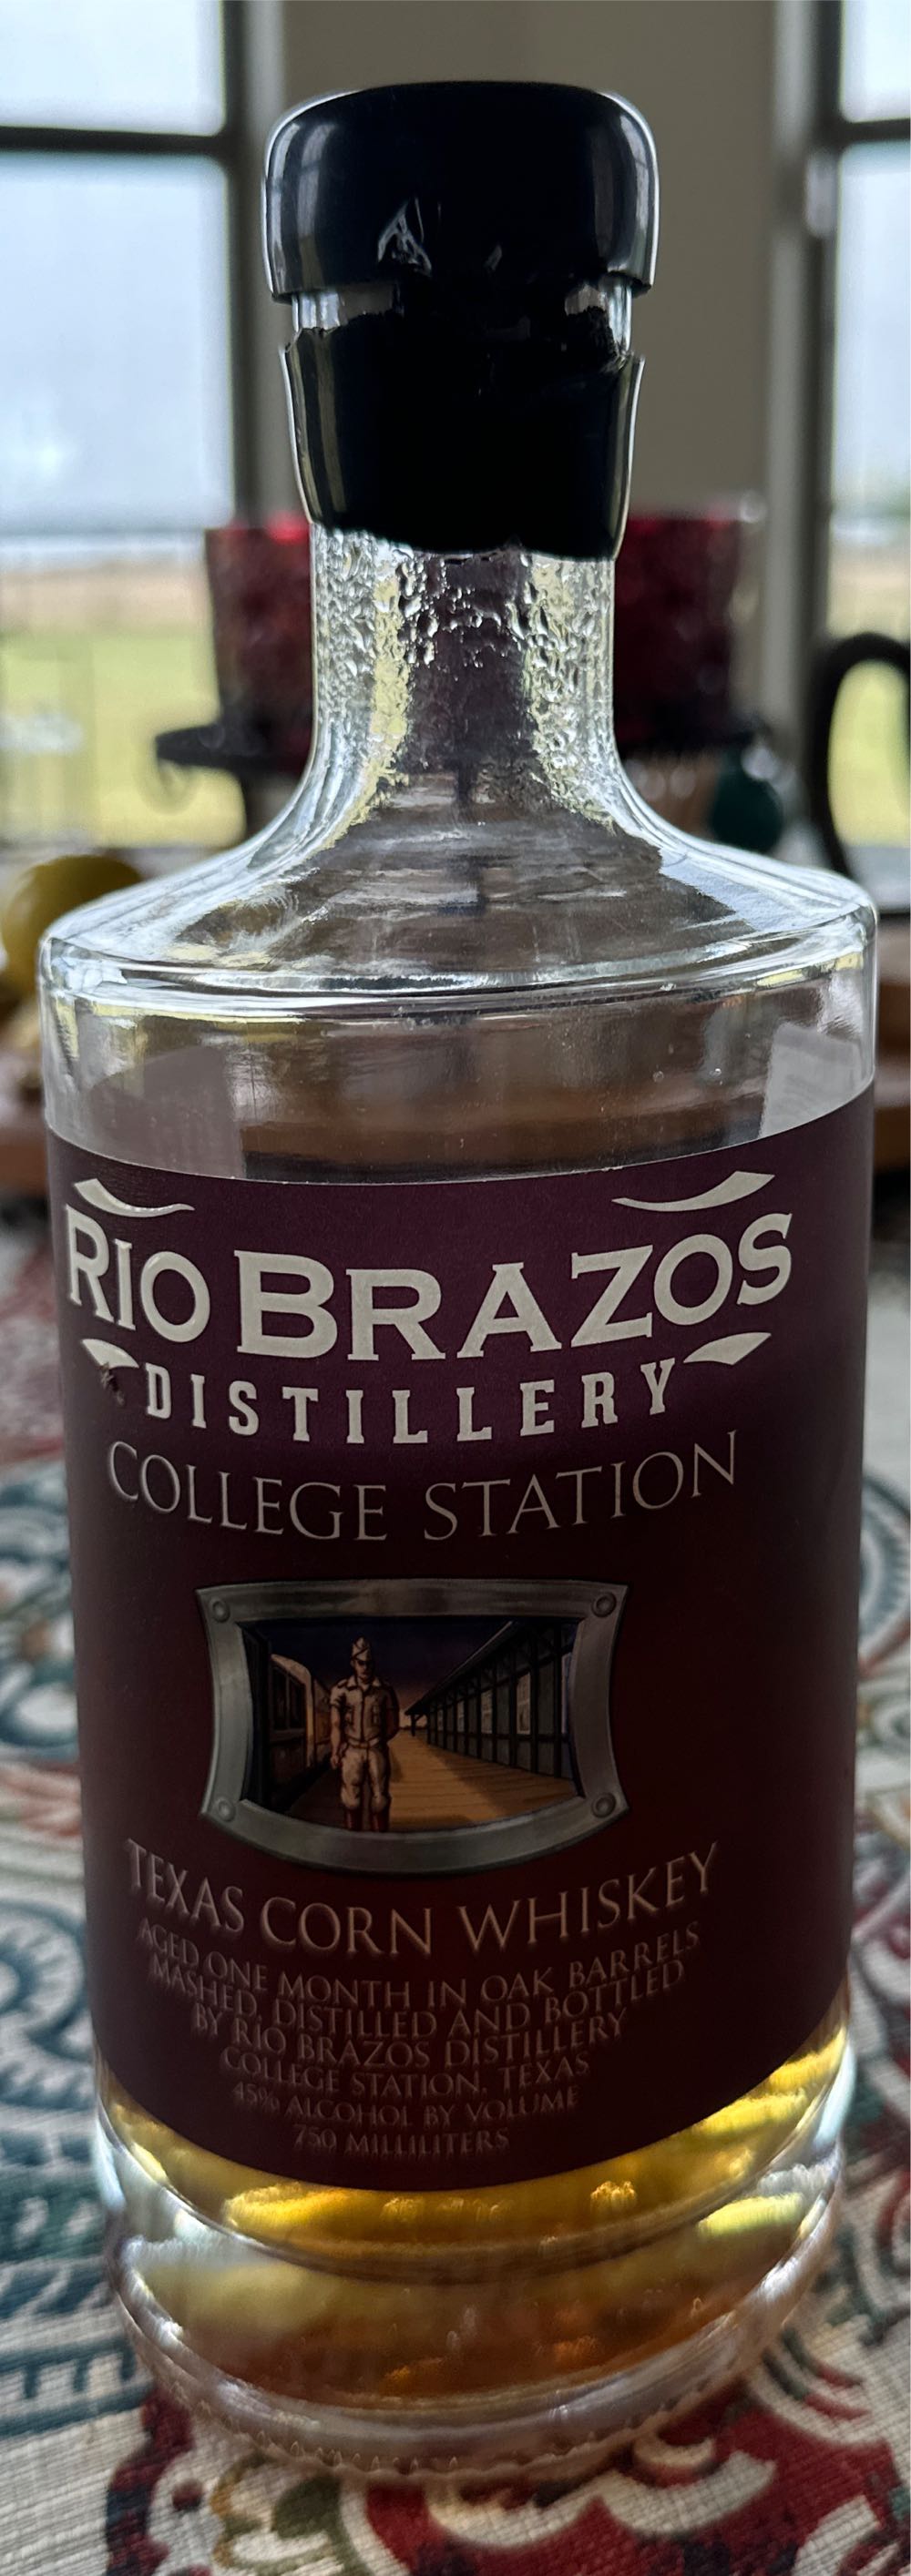 RIO BRAZOS
DISTILLERY
COLLEGE STATION
TEXAS CORN WHISKEY
AGED ONE MONTH IN OAK BARRELS
MASHED, DISTILLED AND BOTTLED
BY RIO BRAZOS DISTILLERY
COLLEGE STATION, TEXAS
45% ALCOHOL BY VOLUME
750 MILLILITERS